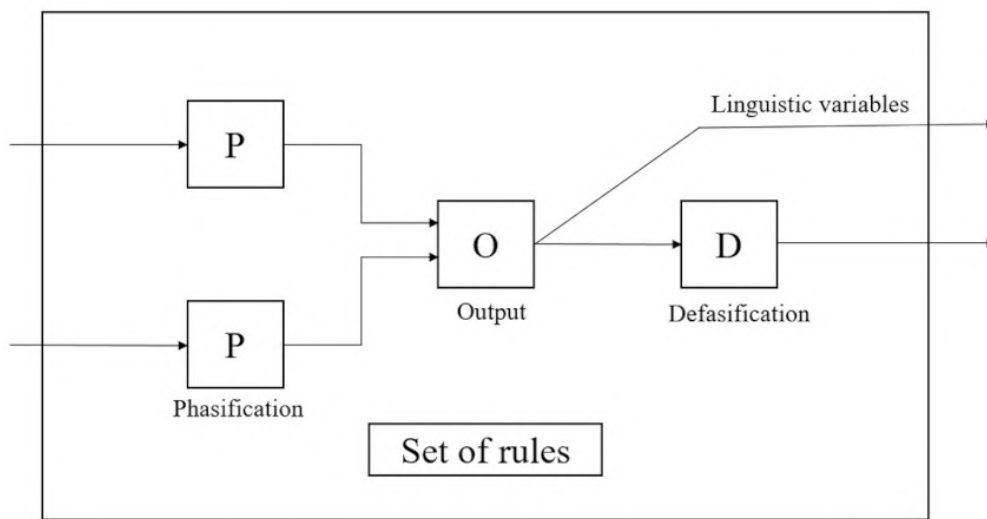 Linguistic variables
P
O
D
Output
Defasification
P
Phasification
Set of rules